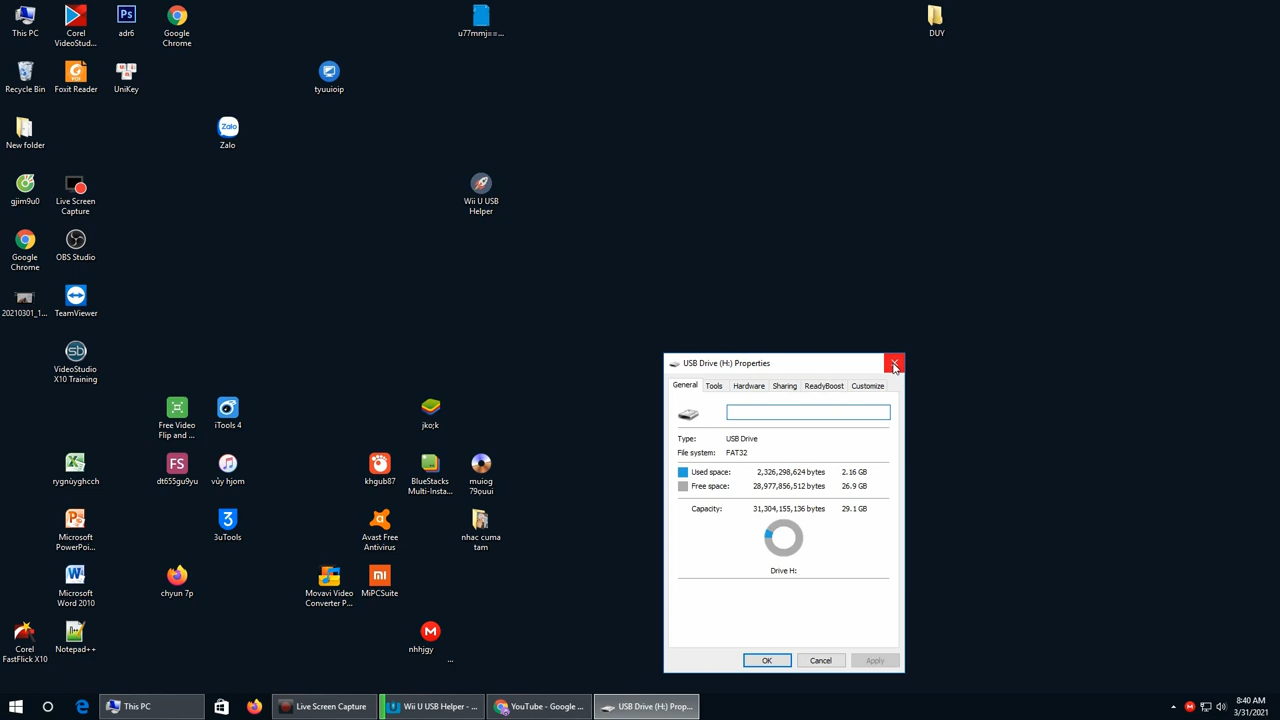 This PC
Corel
VideoStud...
adr6
Google
Chrome
u77mmj==...
DUY
Recycle Bin
Foxit Reader
UniKey
tyuuioip
New folder
Zalo
Zalo
gjim9u0
Live Screen
Capture
Wii U USB
Helper
Google
Chrome
OBS Studio
20210301_1...
TeamViewer
VideoStudio
X10 Training
Free Video
Flip and ...
iTools 4
jko;k
rygnùyghcch
dt655gu9yu
vủy hjom
khgub87
BlueStacks
Multi-Insta...
muiog
79ouui
Microsoft
PowerPoi...
3uTools
Avast Free
Antivirus
nhac cuma
tam
Microsoft
Word 2010
chyun 7p
Movavi Video
Converter P...
MiPCSuite
Corel
FastFlick X10
Notepad++
nhhjgy
...
USB Drive (H:) Properties
General
Tools
Hardware
Sharing
ReadyBoost
Customize
Type:
USB Drive
File system:
FAT32
Used space:
2,326,298,624 bytes
2.16 GB
Free space:
28,977,856,512 bytes
26.9 GB
Capacity:
31,304,155,136 bytes
29.1 GB
Drive H:
OK
Cancel
Apply
This PC
Live Screen Capture
Wii U USB Helper - ...
YouTube - Google ...
USB Drive (H:) Prop...
8:40 AM
3/31/2021